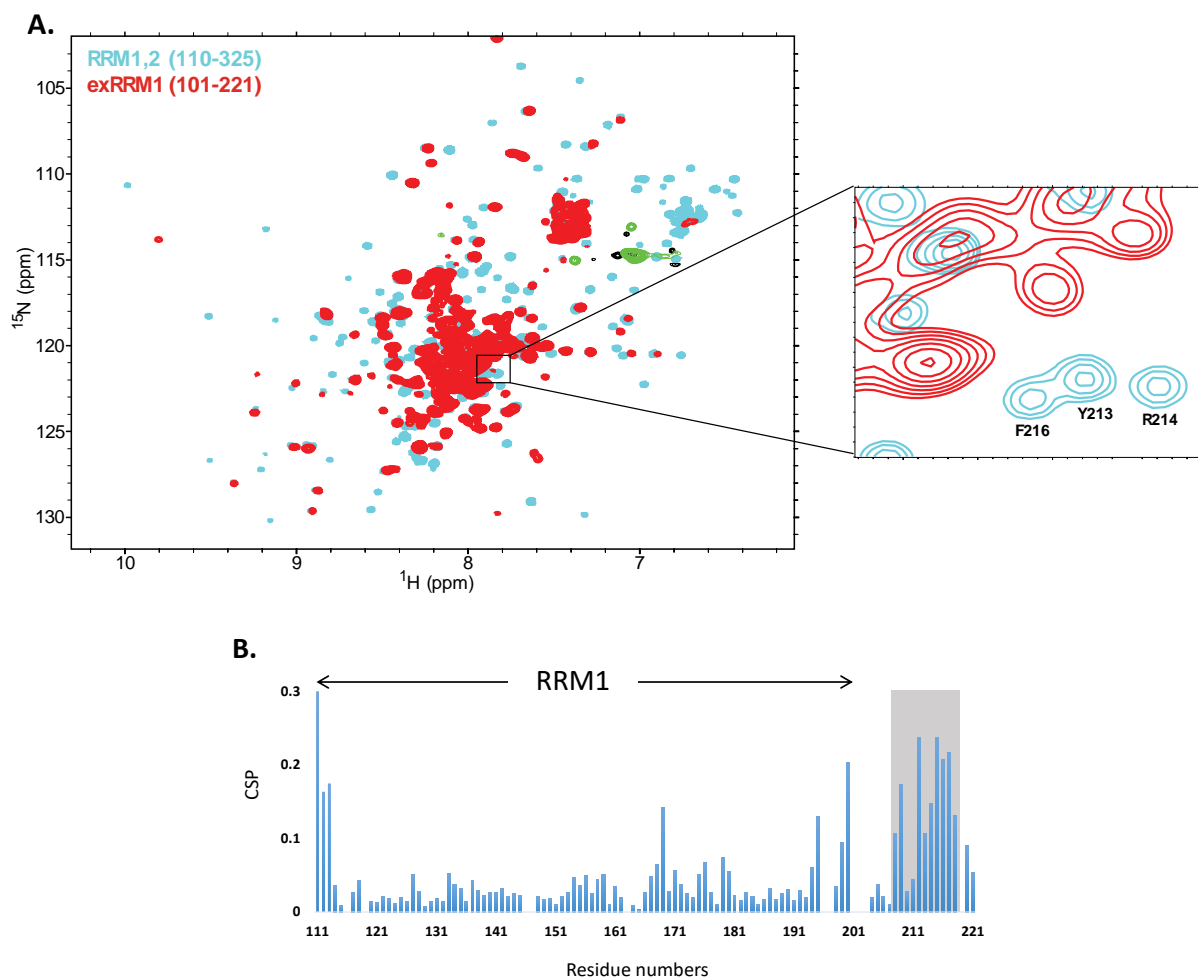 A.
RRM1,2 (110-325)
exRRM1 (101-221)
105
110
115
120
125
130
15N (ppm)
10 9 8 7
1H (ppm)
F216 Y213 R214
B.
RRM1
0.3
0.2
0.1
0
CSP
111 121 131 141 151 161 171 181 191 201 211 221
Residue numbers